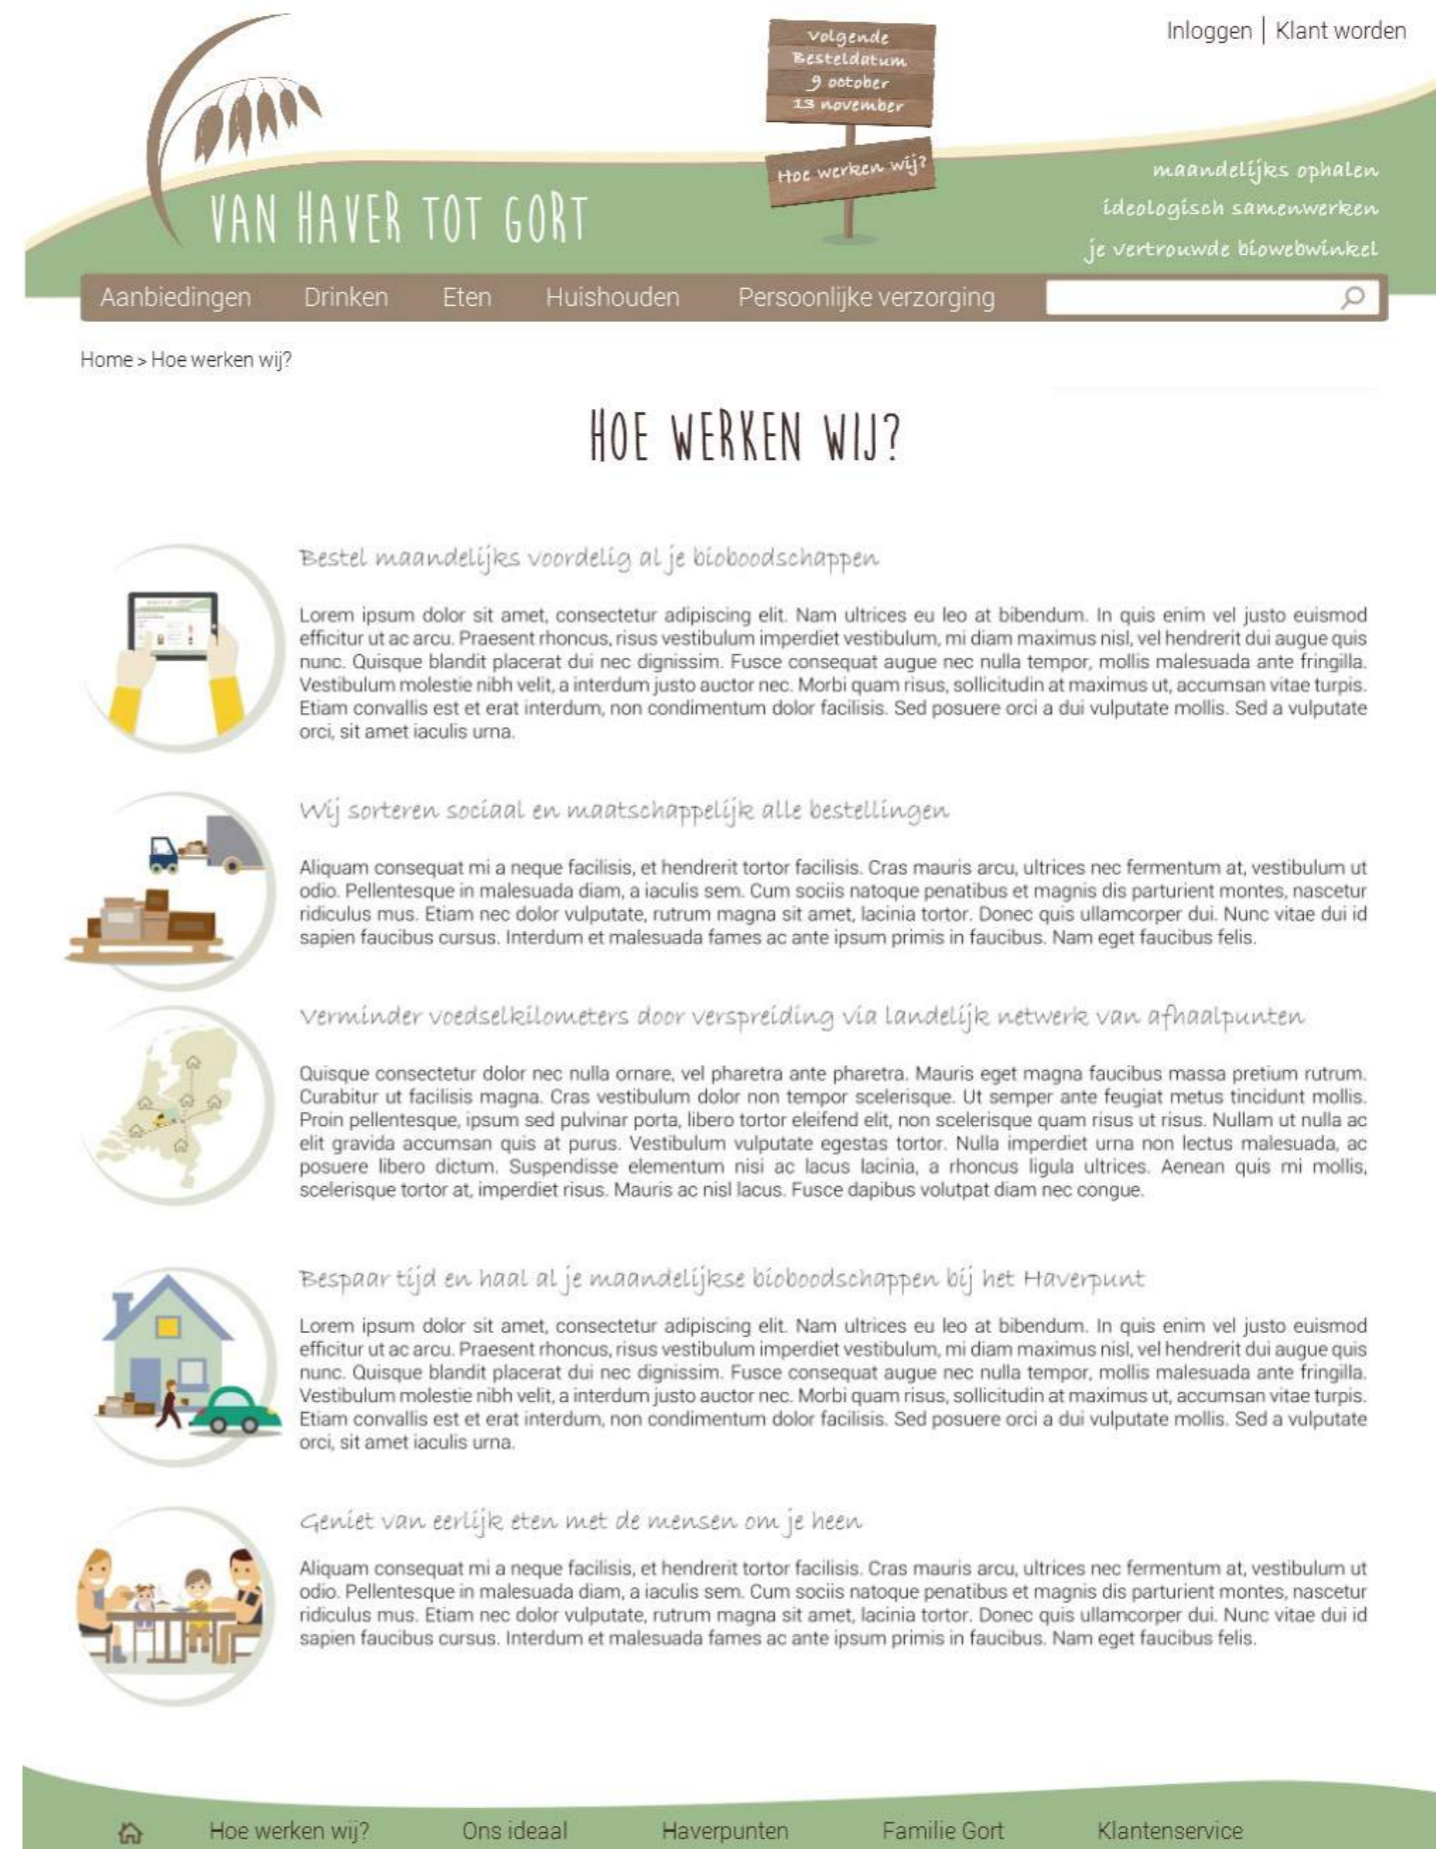 Inloggen | Klant worden
Volgende
Besteldatum
9 october
13 november
Hoe werken wij?
maandelijks ophalen
ideologisch samenwerken
je vertrouwde biowebwinkel
VAN HAVER TOT GORT
Aanbiedingen Drinken Eten Huishouden Persoonlijke verzorging
Home > Hoe werken wij?
HOE WERKEN WIJ?
Bestel maandelijks voordelig al je bioboodschappen
Lorem ipsum dolor sit amet, consectetur adipiscing elit. Nam ultrices eu leo at bibendum. In quis enim vel justo euismod
efficitur ut ac arcu. Praesent rhoncus, risus vestibulum imperdiet vestibulum, mi diam maximus nisl, vel hendrerit dui augue quis
nunc. Quisque blandit placerat dui nec dignissim. Fusce consequat augue nec nulla tempor, mollis malesuada ante fringilla.
Vestibulum molestie nibh velit, a interdum justo auctor nec. Morbi quam risus, sollicitudin at maximus ut, accumsan vitae turpis.
Etiam convallis est et erat interdum, non condimentum dolor facilisis. Sed posuere orci a dui vulputate mollis. Sed a vulputate
orci, sit amet iaculis urna.
Wij sorteren sociaal en maatschappelijk alle bestellingen
Aliquam consequat mi a neque facilisis, et hendrerit tortor facilisis. Cras mauris arcu, ultrices nec fermentum at, vestibulum ut
odio. Pellentesque in malesuada diam, a iaculis sem. Cum sociis natoque penatibus et magnis dis parturient montes, nascetur
ridiculus mus. Etiam nec dolor vulputate, rutrum magna sit amet, lacinia tortor. Donec quis ullamcorper dui. Nunc vitae dui id
sapien faucibus cursus. Interdum et malesuada fames ac ante ipsum primis in faucibus. Nam eget faucibus felis.
Verminder voedselkilometers door verspreiding via landelijk netwerk van afhaalpunten
Quisque consectetur dolor nec nulla ornare, vel pharetra ante pharetra. Mauris eget magna faucibus massa pretium rutrum.
Curabitur ut facilisis magna. Cras vestibulum dolor non tempor scelerisque. Ut semper ante feugiat metus tincidunt mollis.
Proin pellentesque, ipsum sed pulvinar porta, libero tortor eleifend elit, non scelerisque quam risus ut risus. Nullam ut nulla ac
elit gravida accumsan quis at purus. Vestibulum vulputate egestas tortor. Nulla imperdiet urna non lectus malesuada, ac
posuere libero dictum. Suspendisse elementum nisi ac lacus lacinia, a rhoncus ligula ultrices. Aenean quis mi mollis,
scelerisque tortor at, imperdiet risus. Mauris ac nisl lacus. Fusce dapibus volutpat diam nec congue.
Bespaar tijd en haal al je maandelijkse bioboodschappen bij het Haverpunt
Lorem ipsum dolor sit amet, consectetur adipiscing elit. Nam ultrices eu leo at bibendum. In quis enim vel justo euismod
efficitur ut ac arcu. Praesent rhoncus, risus vestibulum imperdiet vestibulum, mi diam maximus nisl, vel hendrerit dui augue quis
nunc. Quisque blandit placerat dui nec dignissim. Fusce consequat augue nec nulla tempor, mollis malesuada ante fringilla.
Vestibulum molestie nibh velit, a interdum justo auctor nec. Morbi quam risus, sollicitudin at maximus ut, accumsan vitae turpis.
Etiam convallis est et erat interdum, non condimentum dolor facilisis. Sed posuere orci a dui vulputate mollis. Sed a vulputate
orci, sit amet iaculis urna.
Geniet van eerlijk eten met de mensen om je heen
Aliquam consequat mi a neque facilisis, et hendrerit tortor facilisis. Cras mauris arcu, ultrices nec fermentum at, vestibulum ut
odio. Pellentesque in malesuada diam, a iaculis sem. Cum sociis natoque penatibus et magnis dis parturient montes, nascetur
ridiculus mus. Etiam nec dolor vulputate, rutrum magna sit amet, lacinia tortor. Donec quis ullamcorper dui. Nunc vitae dui id
sapien faucibus cursus. Interdum et malesuada fames ac ante ipsum primis in faucibus. Nam eget faucibus felis.
Hoe werken wij? Ons ideaal Haverpunten Familie Gort Klantenservice